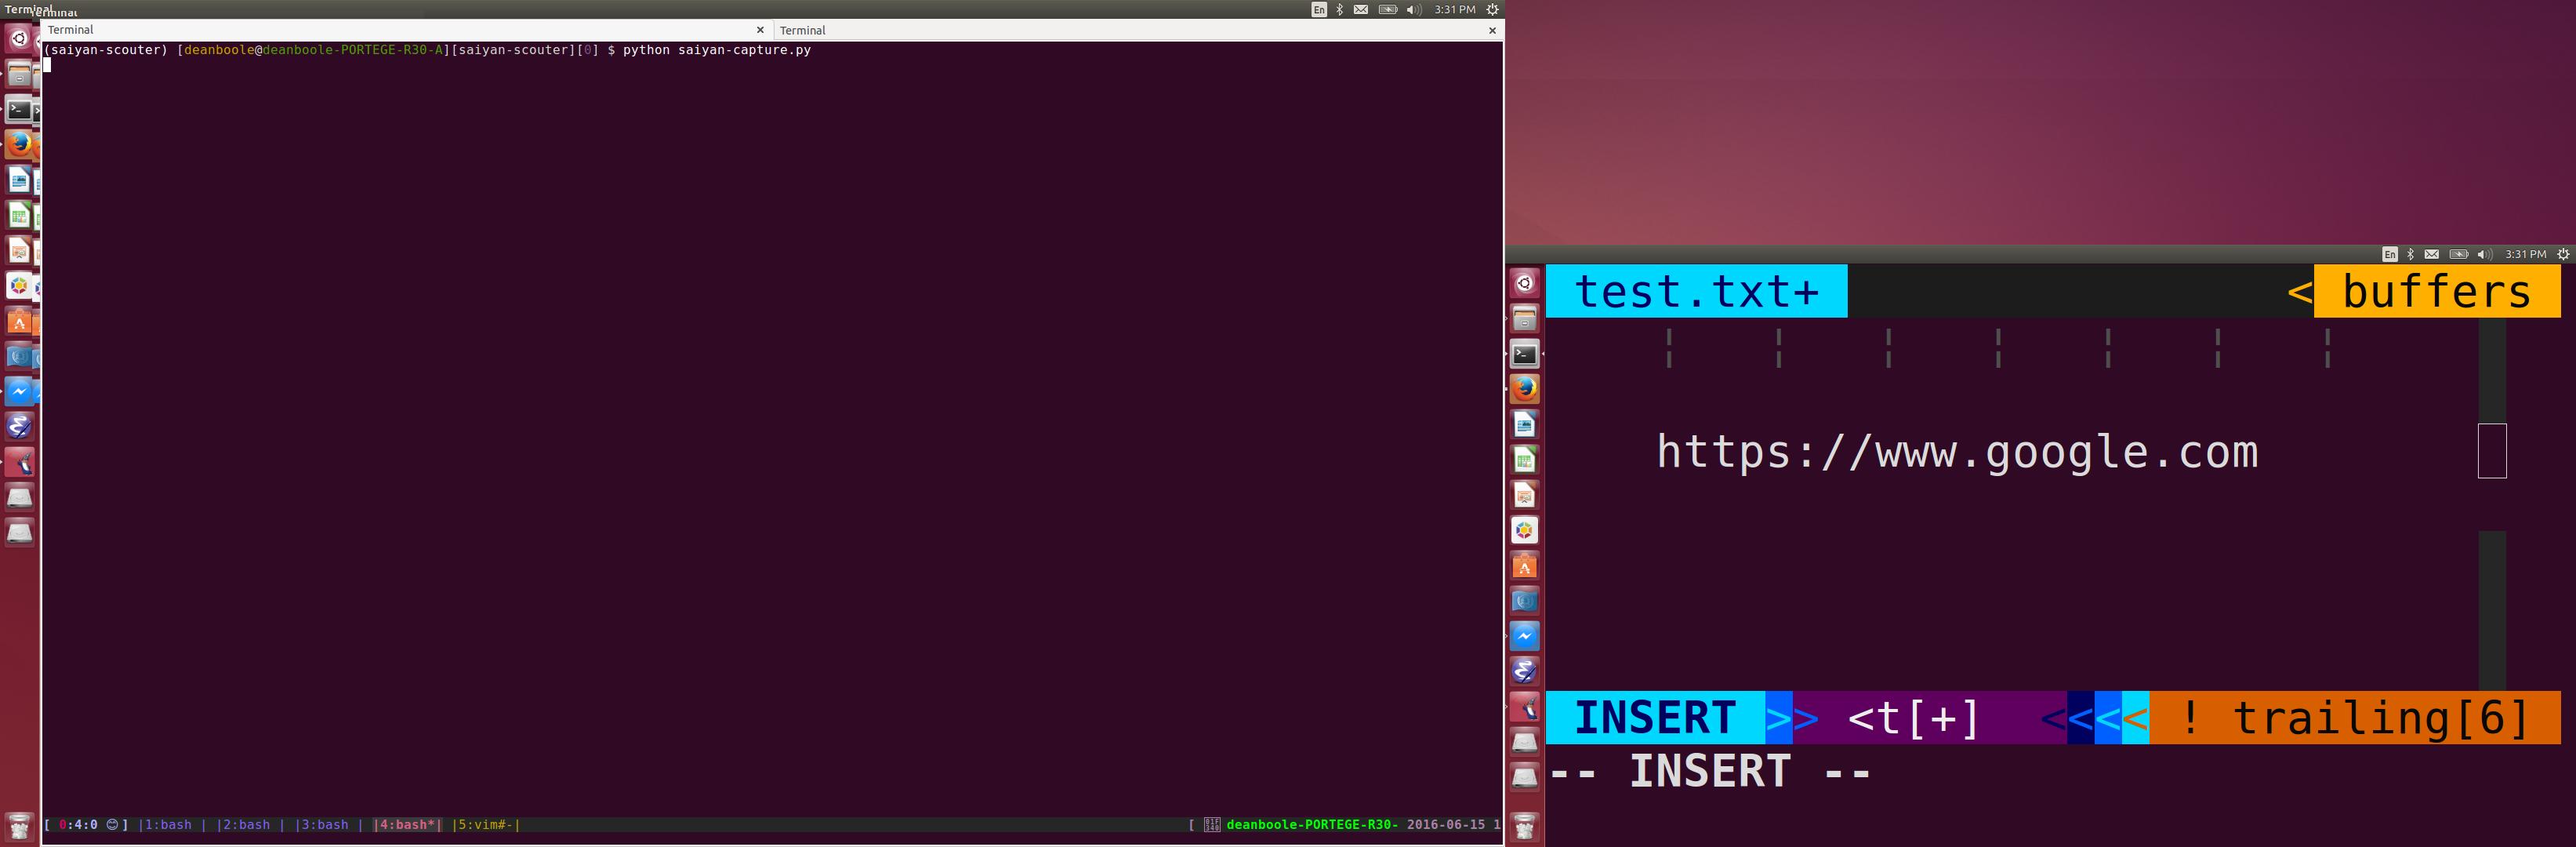 Terminal
Terminal
En 3:31 PM
Terminal × Terminal ×
(saiyan-scouter) [deanboole@deanboole-PORTEGE-R30-A][saiyan-scouter][0] $ python saiyan-capture.py
[ 0:4:0 😊] |1:bash | |2:bash | |3:bash | |4:bash*| |5:vim#-|
[ deanboole-PORTEGE-R30- 2016-06-15 1
En 3:31 PM
test.txt+ < buffers
https://www.google.com
INSERT >> <t[+] <<<< ! trailing[6]
-- INSERT --